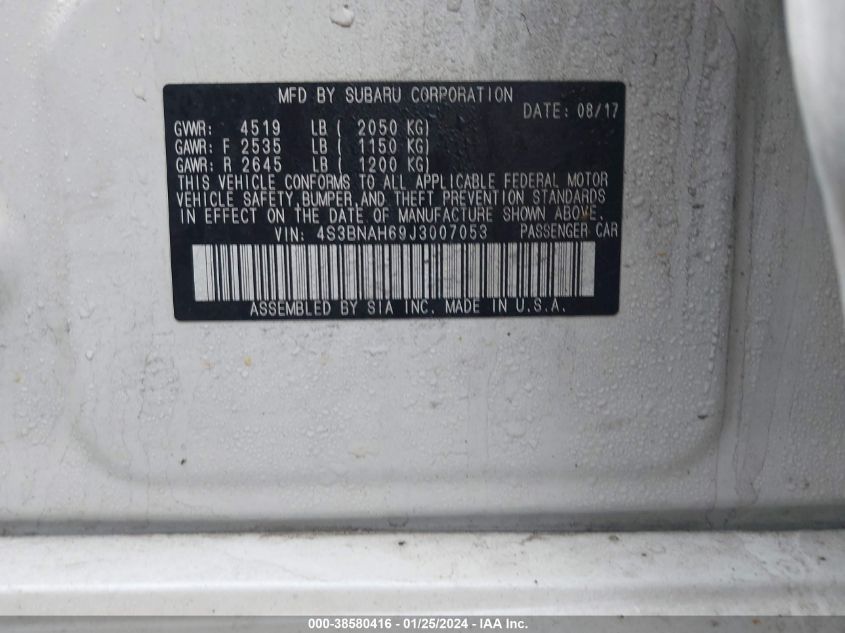 MFD BY SUBARU CORPORATION
DATE: 08/17
GVWR: 4519 LB ( 2050 KG)
GAWR: F 2535 LB ( 1150 KG)
GAWR: R 2645 LB ( 1200 KG)
THIS VEHICLE CONFORMS TO ALL APPLICABLE FEDERAL MOTOR
VEHICLE SAFETY,BUMPER,AND THEFT PREVENTION STANDARDS
IN EFFECT ON THE DATE OF MANUFACTURE SHOWN ABOVE.
VIN: 4S3BNAH69J3007053 PASSENGER CAR
ASSEMBLED BY SIA INC. MADE IN U.S.A.
000-38580416 - 01/25/2024 - IAA Inc.